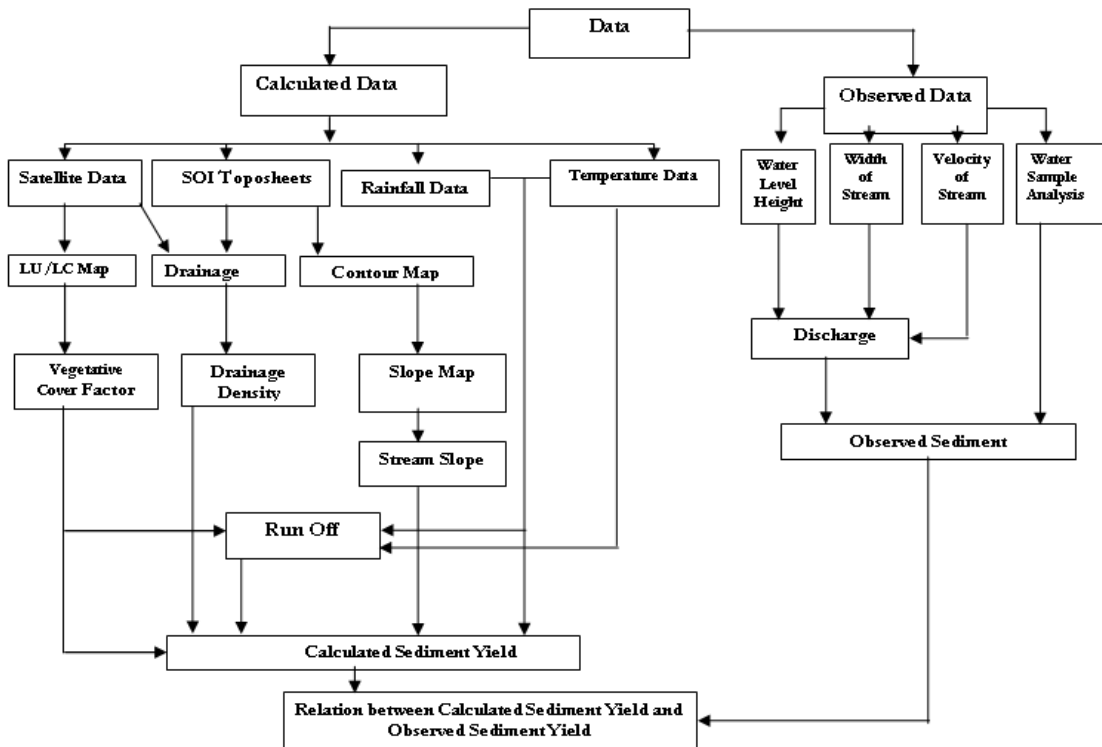 Data
Calculated Data
Observed Data
Satellite Data
SOI Toposheets
Rainfall Data
Temperature Data
Water
Level
Height
Width
of
Stream
Velocity
of
Stream
Water
Sample
Analysis
LU/LC Map
Drainage
Contour Map
Discharge
Vegetative
Cover Factor
Drainage
Density
Slope Map
Observed Sediment
Stream Slope
Run Off
Calculated Sediment Yield
Relation between Calculated Sediment Yield and
Observed Sediment Yield